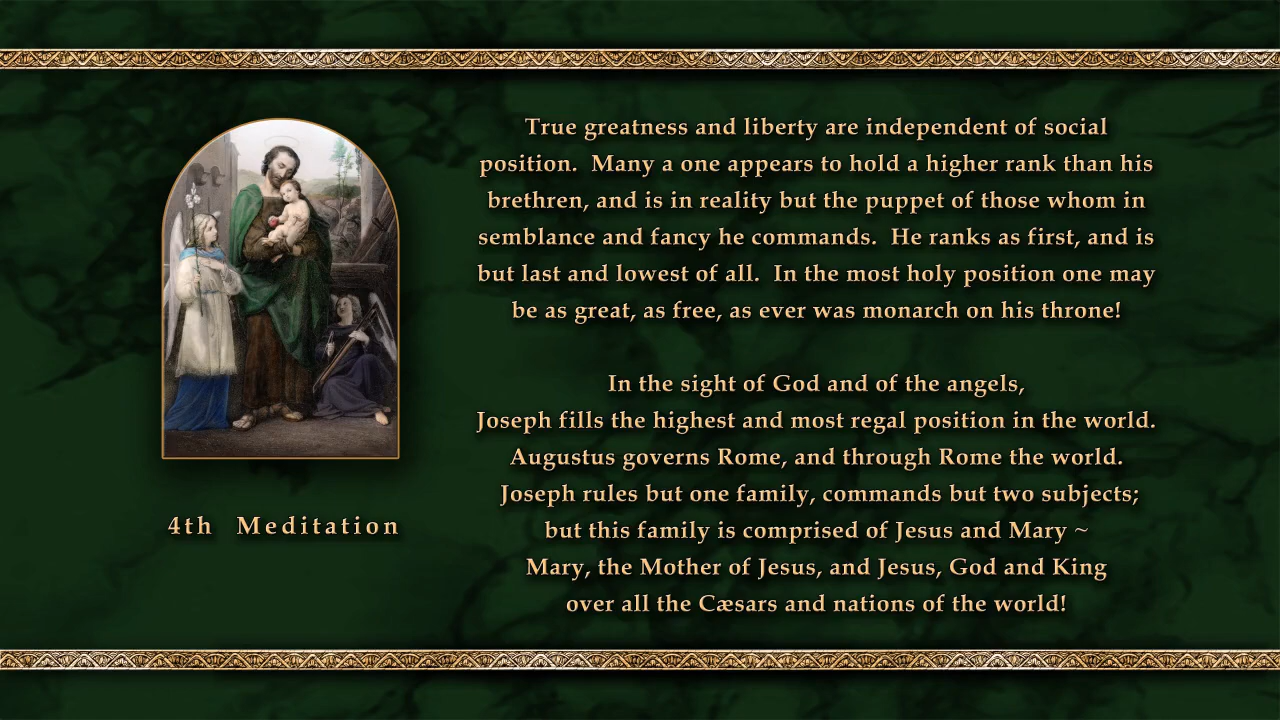 True greatness and liberty are independent of social
position.  Many a one appears to hold a higher rank than his
brethren, and is in reality but the puppet of those whom in
semblance and fancy he commands.  He ranks as first, and is
but last and lowest of all.  In the most holy position one may
be as great, as free, as ever was monarch on his throne!
In the sight of God and of the angels,
Joseph fills the highest and most regal position in the world.
Augustus governs Rome, and through Rome the world.
Joseph rules but one family, commands but two subjects;
but this family is comprised of Jesus and Mary ~
Mary, the Mother of Jesus, and Jesus, God and King
over all the Cæsars and nations of the world!
4th Meditation